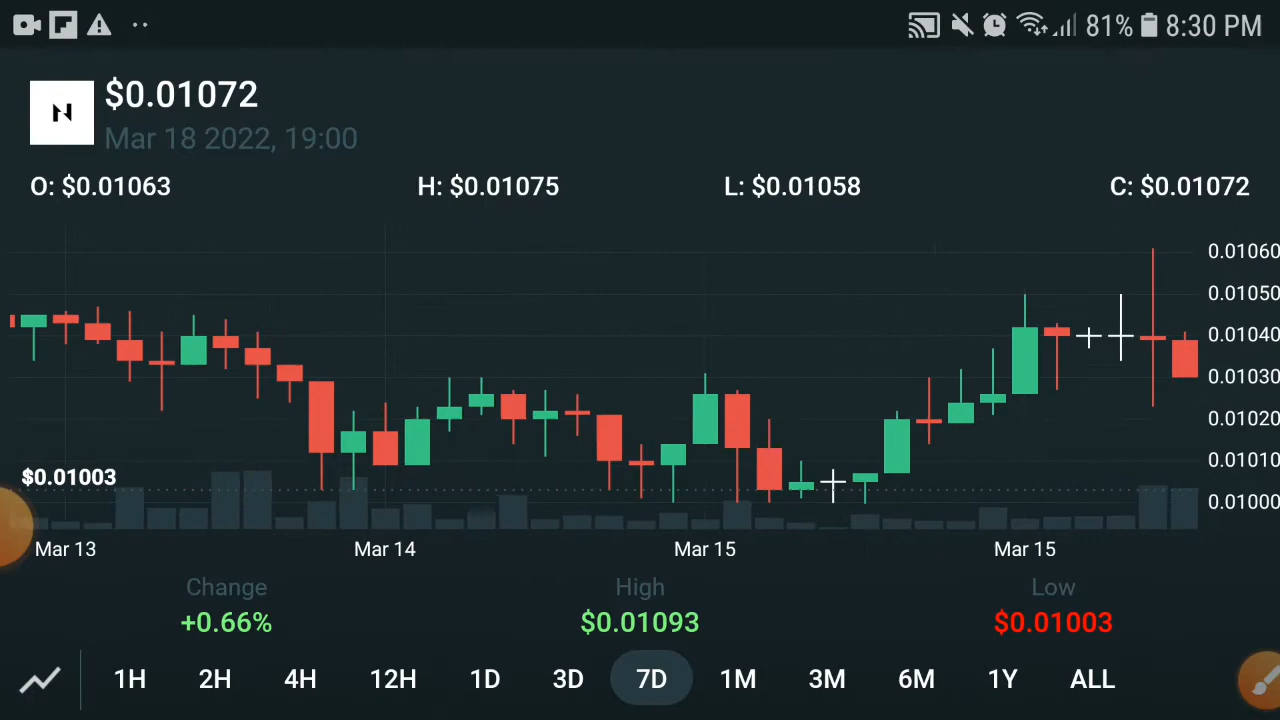 81% 8:30 PM
$0.01072
Mar 18 2022, 19:00
O: $0.01063 H: $0.01075 L: $0.01058 C: $0.01072
0.01060
0.01050
0.01040
0.01030
0.01020
0.01010
0.01000
$0.01003
Mar 13 Mar 14 Mar 15 Mar 15
Change High Low
+0.66% $0.01093 $0.01003
1H 2H 4H 12H 1D 3D 7D 1M 3M 6M 1Y ALL